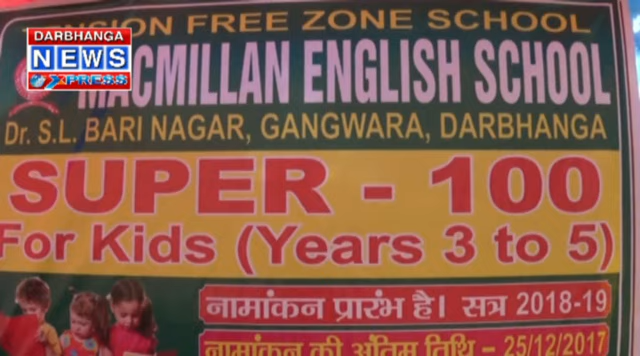 DARBHANGA
NEWS
XPRESS
FREE ZONE SCHOOL
MACMILLAN ENGLISH SCHOOL
Dr. S.L. BARI NAGAR, GANGWARA, DARBHANGA
SUPER - 100
For Kids (Years 3 to 5)
नामांकन प्रारंभ है। सत्र 2018-19
नामांकन की अंतिम तिथि - 25/12/2017